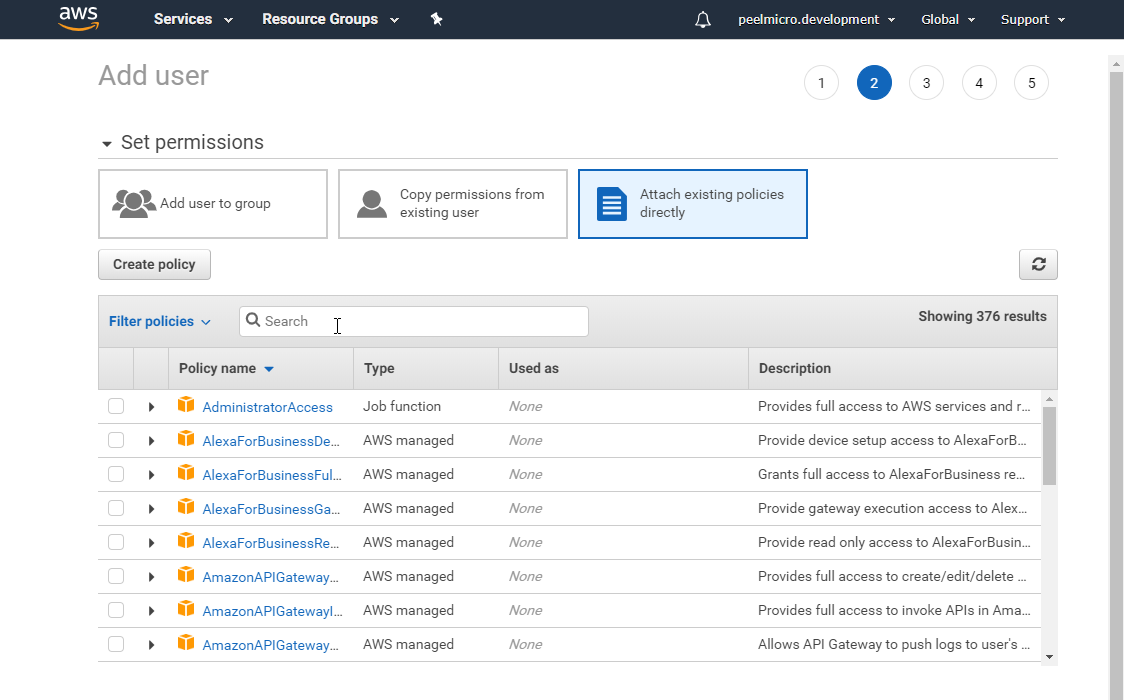 aws Services Resource Groups peelmicro.development Global Support
Add user 1 2 3 4 5
Set permissions
Add user to group
Copy permissions from
existing user
Attach existing policies
directly
Create policy
Filter policies Search Showing 376 results
Policy name Type Used as Description
AdministratorAccess Job function None Provides full access to AWS services and r...
AlexaForBusinessDe... AWS managed None Provide device setup access to AlexaForB...
AlexaForBusinessFul... AWS managed None Grants full access to AlexaForBusiness re...
AlexaForBusinessGa... AWS managed None Provide gateway execution access to Alex...
AlexaForBusinessRe... AWS managed None Provide read only access to AlexaForBusin...
AmazonAPIGateway... AWS managed None Provides full access to create/edit/delete ...
AmazonAPIGatewayI... AWS managed None Provides full access to invoke APIs in Ama...
AmazonAPIGateway... AWS managed None Allows API Gateway to push logs to user's ...